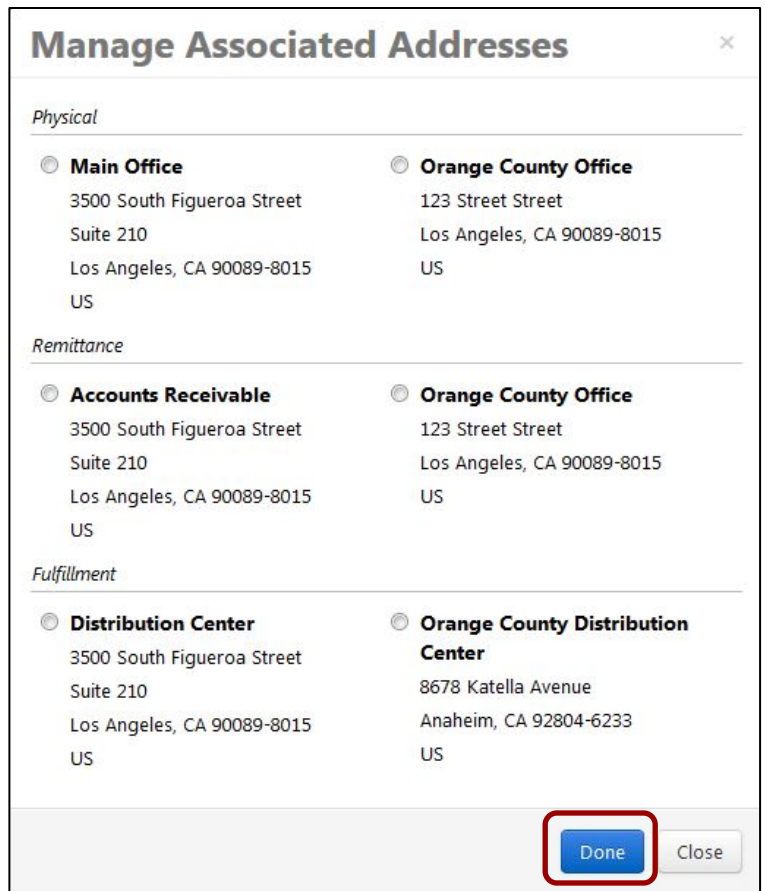 Manage Associated Addresses ×
Physical
Main Office
3500 South Figueroa Street
Suite 210
Los Angeles, CA 90089-8015
US
Orange County Office
123 Street Street
Los Angeles, CA 90089-8015
US
Remittance
Accounts Receivable
3500 South Figueroa Street
Suite 210
Los Angeles, CA 90089-8015
US
Orange County Office
123 Street Street
Los Angeles, CA 90089-8015
US
Fulfillment
Distribution Center
3500 South Figueroa Street
Suite 210
Los Angeles, CA 90089-8015
US
Orange County Distribution
Center
8678 Katella Avenue
Anaheim, CA 92804-6233
US
Done
Close